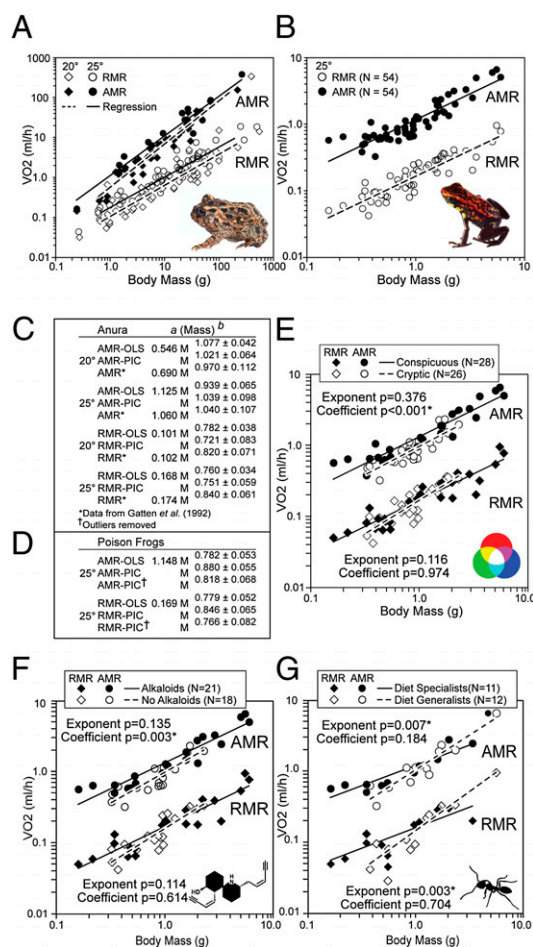 A
20° 25°
RMR
AMR
Regression
1000
100
10
1.0
0.1
0.01
VO2 (ml/h)
AMR
RMR
0.1 1.0 10 100 1000
Body Mass (g)
B
25°
RMR (N = 54)
AMR (N = 54)
10
1.0
0.1
0.01
VO2 (ml/h)
AMR
RMR
0.1 1.0 10
Body Mass (g)
C
Anura a (Mass) b
AMR-OLS 0.546 M 1.077 ± 0.042
20° AMR-PIC M 1.021 ± 0.064
AMR* 0.690 M 0.970 ± 0.112
AMR-OLS 1.125 M 0.939 ± 0.065
25° AMR-PIC M 1.039 ± 0.098
AMR* 1.060 M 1.040 ± 0.107
RMR-OLS 0.101 M 0.782 ± 0.038
20° RMR-PIC M 0.721 ± 0.083
RMR* 0.102 M 0.820 ± 0.071
RMR-OLS 0.168 M 0.760 ± 0.034
25° RMR-PIC M 0.751 ± 0.059
RMR* 0.174 M 0.840 ± 0.061
*Data from Gatten et al. (1992)
†Outliers removed
D
Poison Frogs
AMR-OLS 1.148 M 0.782 ± 0.053
25° AMR-PIC M 0.880 ± 0.055
AMR-PIC† M 0.818 ± 0.068
RMR-OLS 0.169 M 0.779 ± 0.052
25° RMR-PIC M 0.846 ± 0.065
RMR-PIC† M 0.766 ± 0.082
E
RMR AMR
Conspicuous (N=28)
Cryptic (N=26)
Exponent p=0.376
Coefficient p<0.001*
10
1.0
0.1
0.01
VO2 (ml/h)
AMR
RMR
Exponent p=0.116
Coefficient p=0.974
0.1 1.0 10
Body Mass (g)
F
RMR AMR
Alkaloids (N=21)
No Alkaloids (N=18)
Exponent p=0.135
Coefficient p=0.003*
10
1.0
0.1
0.01
VO2 (ml/h)
AMR
RMR
Exponent p=0.114
Coefficient p=0.614
HO
H
N
0.1 1.0 10
Body Mass (g)
G
RMR AMR
Diet Specialists(N=11)
Diet Generalists(N=12)
Exponent p=0.007*
Coefficient p=0.184
10
1.0
0.1
0.01
VO2 (ml/h)
AMR
RMR
Exponent p=0.003*
Coefficient p=0.704
0.1 1.0 10
Body Mass (g)